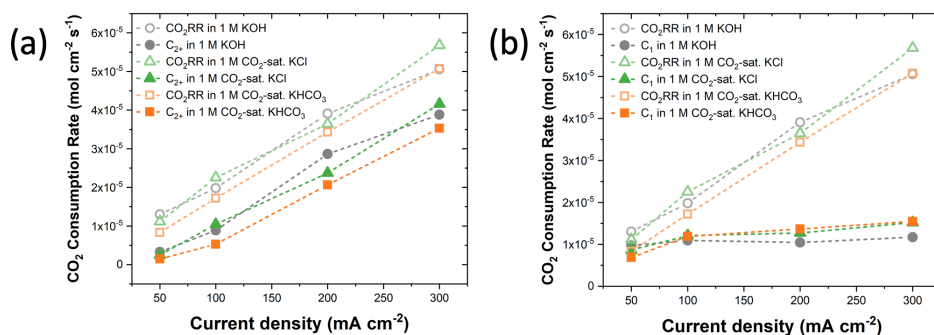 (a)
CO₂RR in 1 M KOH
C₂₊ in 1 M KOH
CO₂RR in 1 M CO₂-sat. KCl
C₂₊ in 1 M CO₂-sat. KCl
CO₂RR in 1 M CO₂-sat. KHCO₃
C₂₊ in 1 M CO₂-sat. KHCO₃
CO₂ Consumption Rate (mol cm⁻² s⁻¹)
6x10⁻⁵
5x10⁻⁵
4x10⁻⁵
3x10⁻⁵
2x10⁻⁵
1x10⁻⁵
0
50 100 150 200 250 300
Current density (mA cm⁻²)
(b)
CO₂RR in 1 M KOH
C₁ in 1 M KOH
CO₂RR in 1 M CO₂-sat. KCl
C₁ in 1 M CO₂-sat. KCl
CO₂RR in 1 M CO₂-sat. KHCO₃
C₁ in 1 M CO₂-sat. KHCO₃
CO₂ Consumption Rate (mol cm⁻² s⁻¹)
6x10⁻⁵
5x10⁻⁵
4x10⁻⁵
3x10⁻⁵
2x10⁻⁵
1x10⁻⁵
0
50 100 150 200 250 300
Current density (mA cm⁻²)